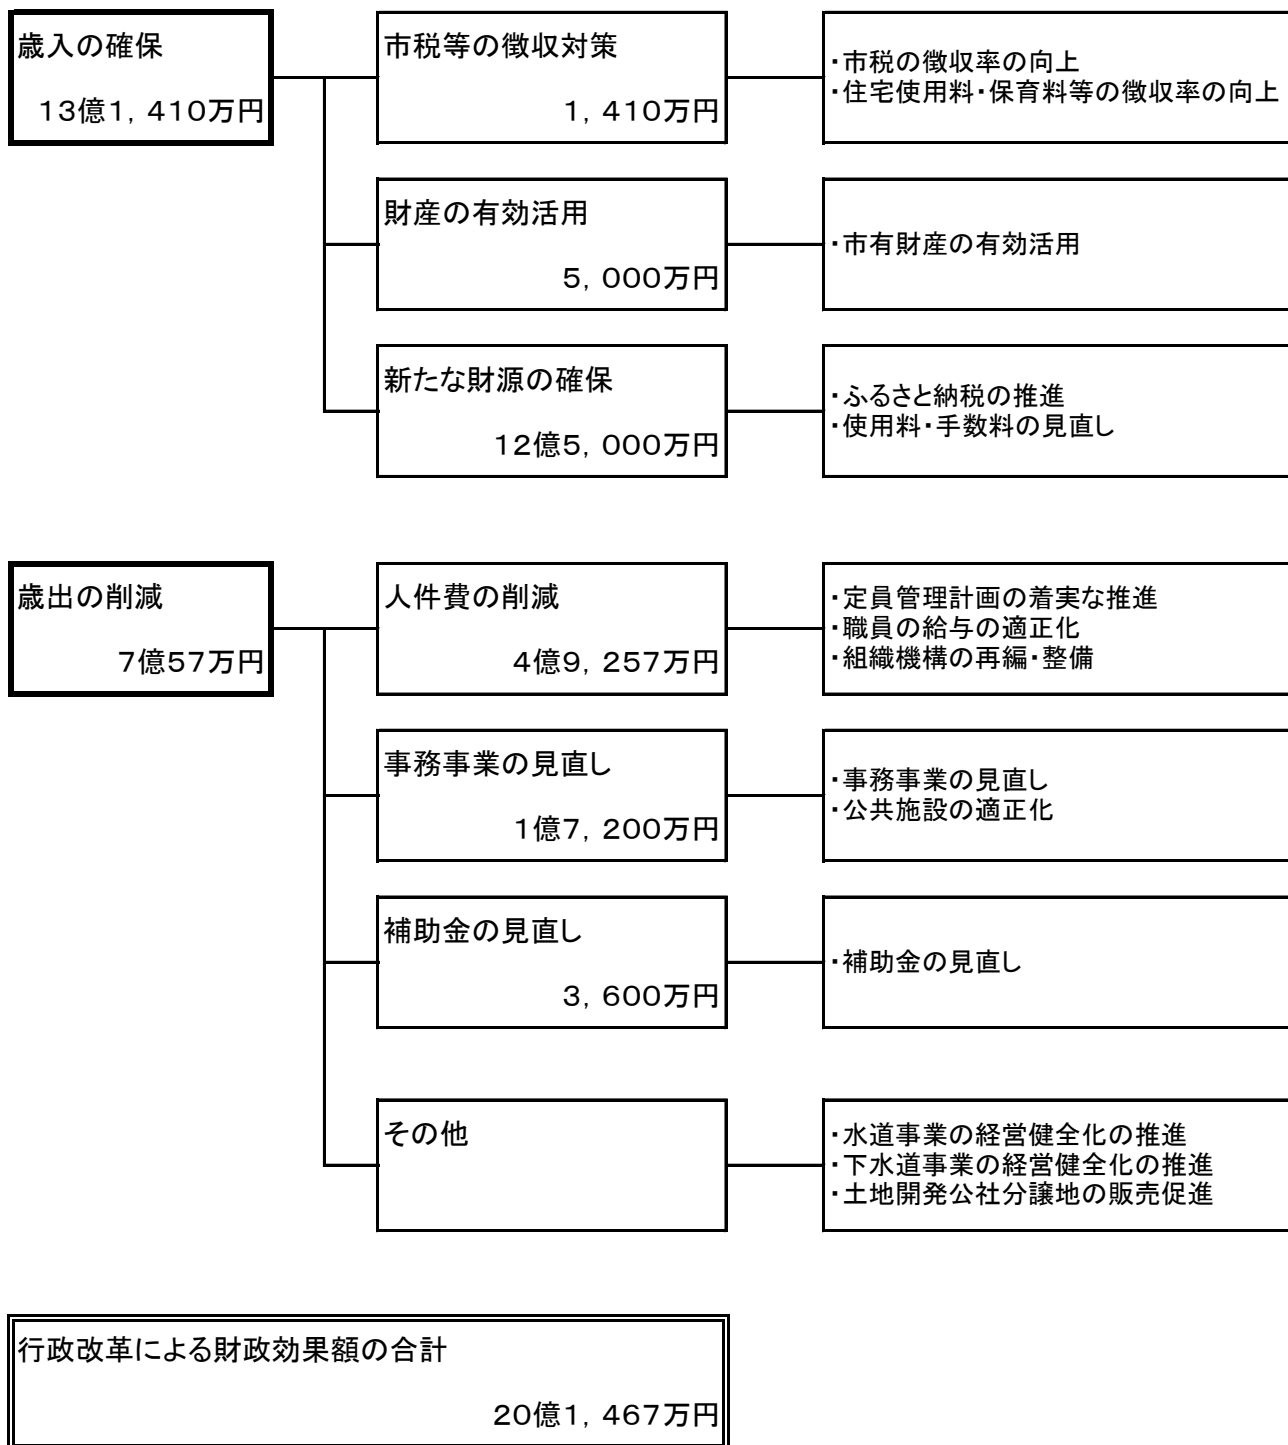 歳入の確保
13億1,410万円
市税等の徴収対策
1,410万円
・市税の徴収率の向上
・住宅使用料・保育料等の徴収率の向上
財産の有効活用
5,000万円
・市有財産の有効活用
新たな財源の確保
12億5,000万円
・ふるさと納税の推進
・使用料・手数料の見直し
歳出の削減
7億57万円
人件費の削減
4億9,257万円
・定員管理計画の着実な推進
・職員の給与の適正化
・組織機構の再編・整備
事務事業の見直し
1億7,200万円
・事務事業の見直し
・公共施設の適正化
補助金の見直し
3,600万円
・補助金の見直し
その他
・水道事業の経営健全化の推進
・下水道事業の経営健全化の推進
・土地開発公社分譲地の販売促進
行政改革による財政効果額の合計
20億1,467万円